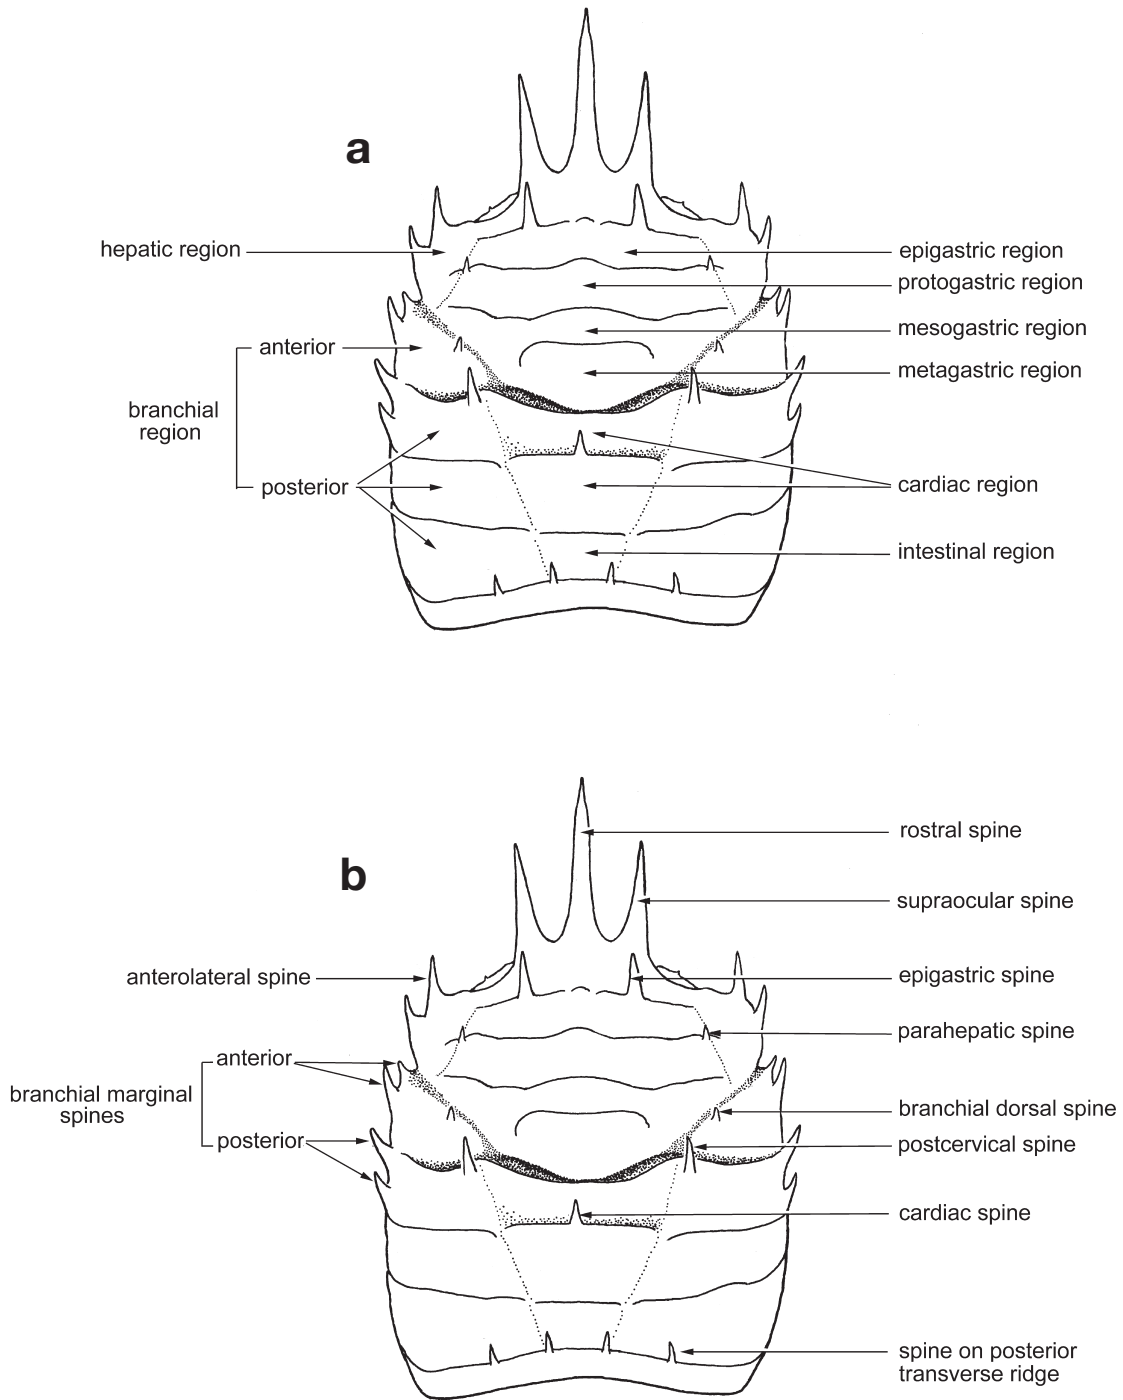 a
hepatic region
epigastric region
protogastric region
mesogastric region
anterior
metagastric region
branchial
region
posterior
cardiac region
intestinal region
b
rostral spine
supraocular spine
anterolateral spine
epigastric spine
parahepatic spine
anterior
branchial marginal
spines
posterior
branchial dorsal spine
postcervical spine
cardiac spine
spine on posterior
transverse ridge